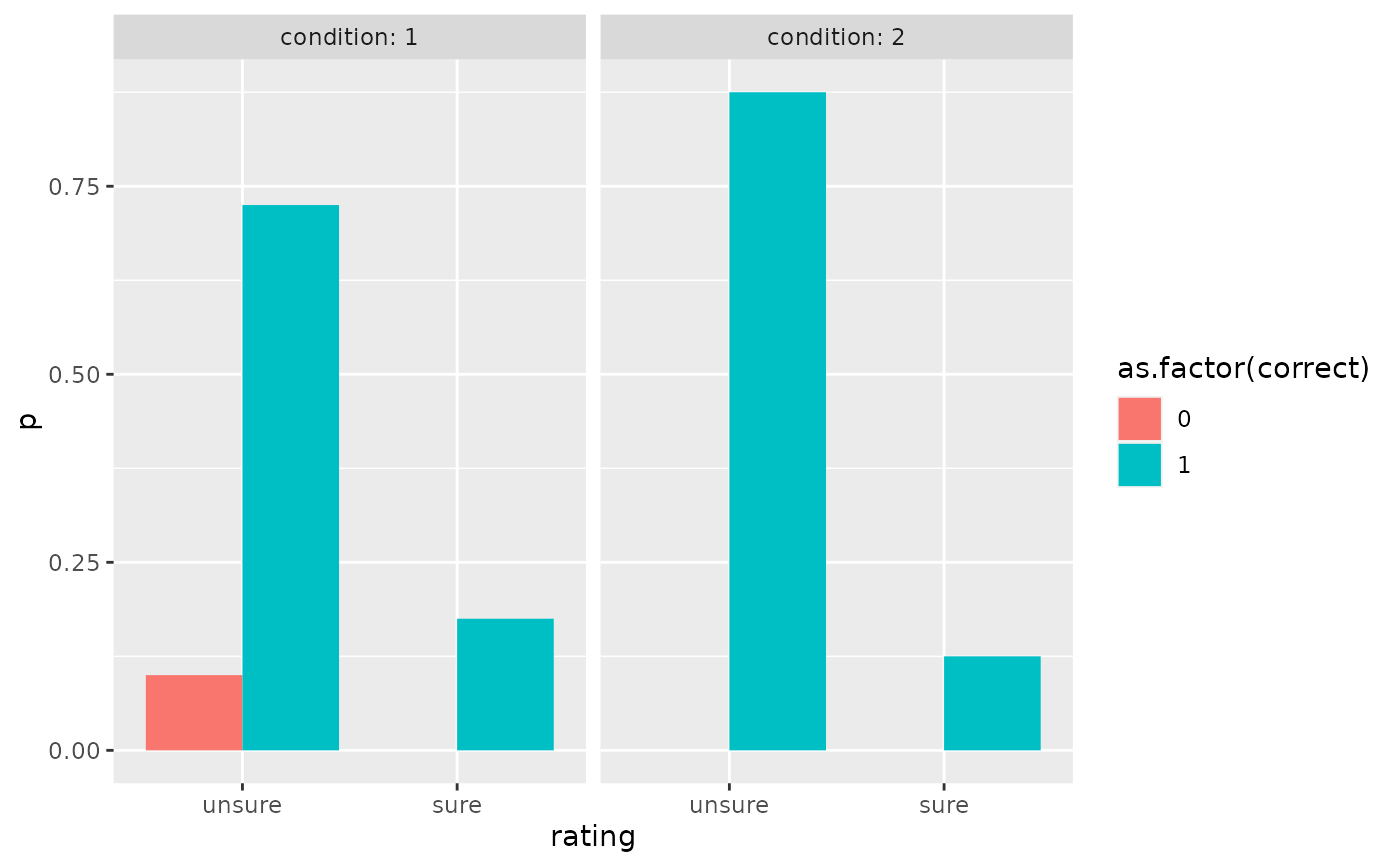 condition: 1
condition: 2
0.75
0.50
0.25
0.00
p
unsure
sure
unsure
sure
rating
as.factor(correct)
0
1